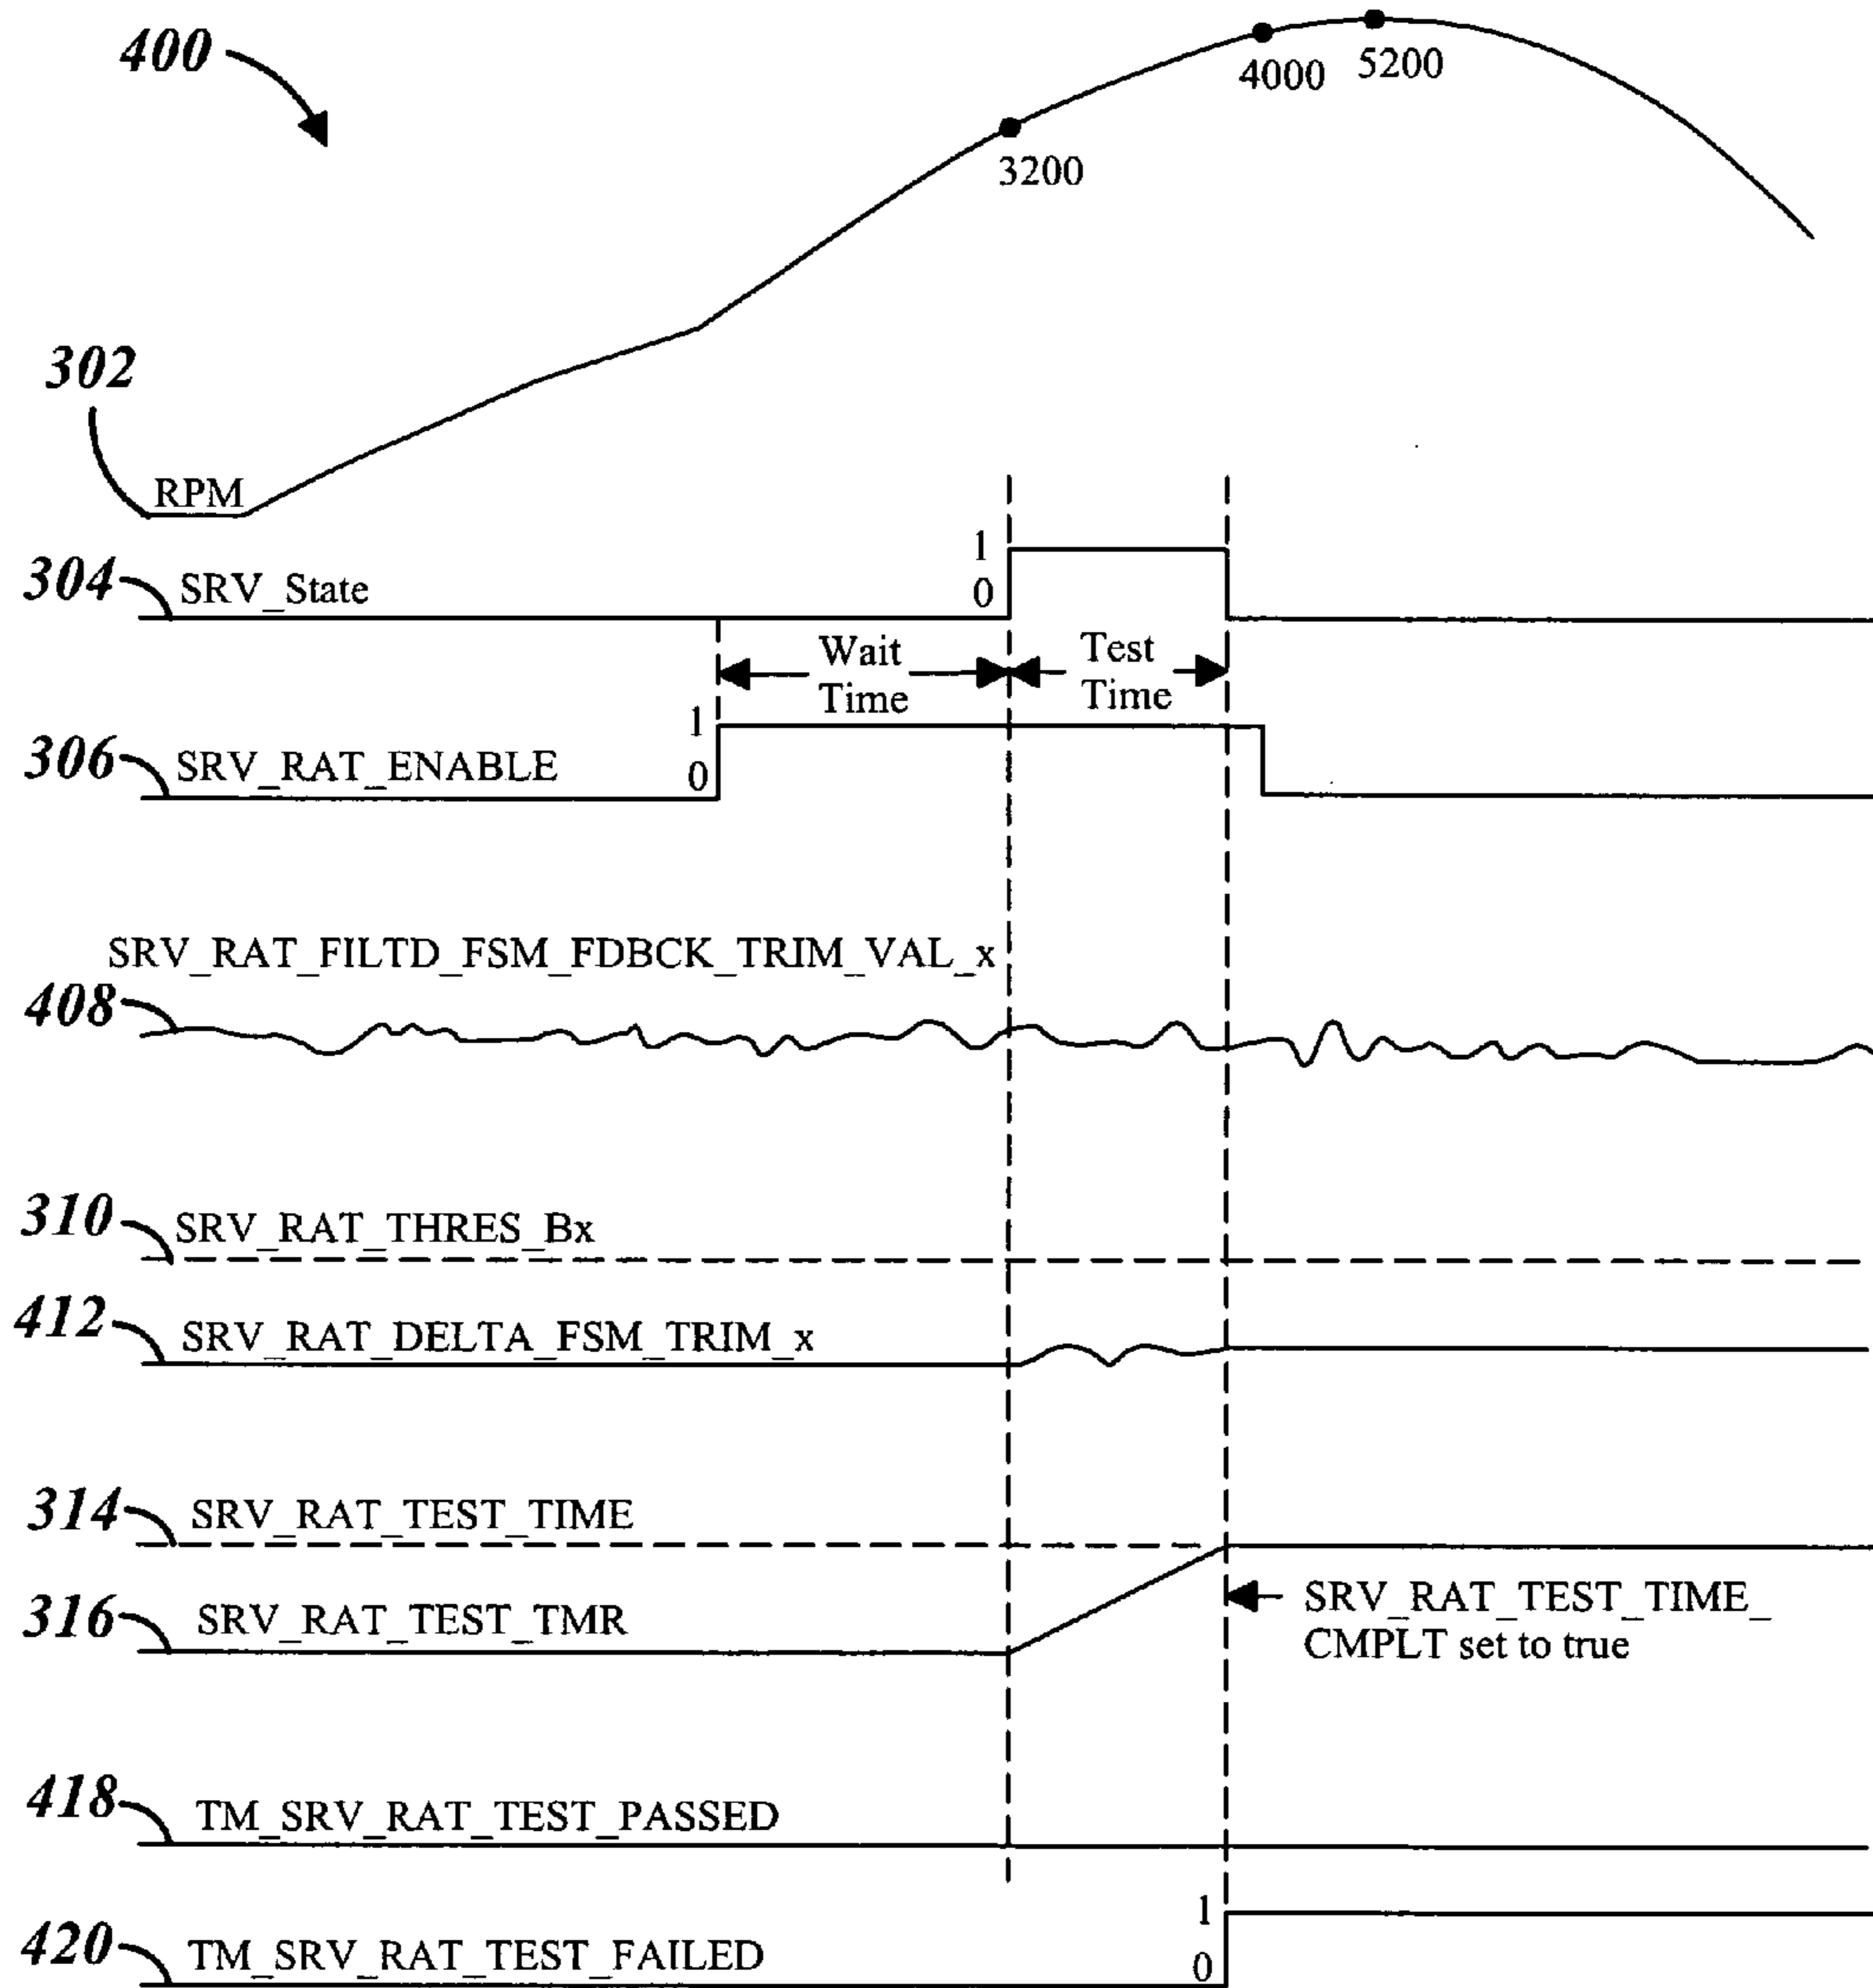 400
4000
5200
3200
302
RPM
304
SRV_State
1
0
Wait
Time
Test
Time
306
SRV_RAT_ENABLE
1
0
SRV_RAT_FILTD_FSM_FDBCK_TRIM_VAL_x
408
310
SRV_RAT_THRES_Bx
412
SRV_RAT_DELTA_FSM_TRIM_x
314
SRV_RAT_TEST_TIME
316
SRV_RAT_TEST_TMR
SRV_RAT_TEST_TIME_
CMPLT set to true
418
TM_SRV_RAT_TEST_PASSED
420
TM_SRV_RAT_TEST_FAILED
1
0